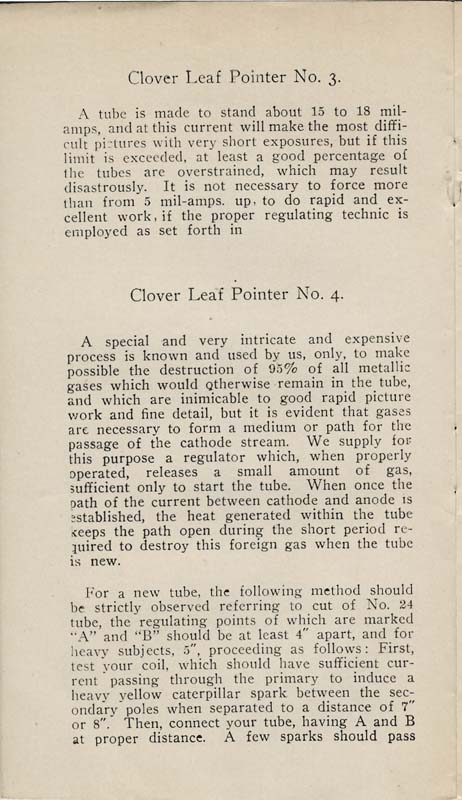 Clover Leaf Pointer No. 3.
A tube is made to stand about 15 to 18 mil-
amps, and at this current will make the most diffi-
cult pictures with very short exposures, but if this
limit is exceeded, at least a good percentage of
the tubes are overstrained, which may result
disastrously. It is not necessary to force more
than from 5 mil-amps. up, to do rapid and ex-
cellent work, if the proper regulating technic is
employed as set forth in
Clover Leaf Pointer No. 4.
A special and very intricate and expensive
process is known and used by us, only, to make
possible the destruction of 95% of all metallic
gases which would otherwise remain in the tube,
and which are inimicable to good rapid picture
work and fine detail, but it is evident that gases
are necessary to form a medium or path for the
passage of the cathode stream. We supply for
this purpose a regulator which, when properly
operated, releases a small amount of gas,
sufficient only to start the tube. When once the
path of the current between cathode and anode is
established, the heat generated within the tube
keeps the path open during the short period re-
quired to destroy this foreign gas when the tube
is new.
For a new tube, the following method should
be strictly observed referring to cut of No. 24
tube, the regulating points of which are marked
"A" and "B" should be at least 4" apart, and for
heavy subjects, 5", proceeding as follows: First,
test your coil, which should have sufficient cur-
rent passing through the primary to induce a
heavy yellow caterpillar spark between the sec-
ondary poles when separated to a distance of 7"
or 8". Then, connect your tube, having A and B
at proper distance. A few sparks should pass